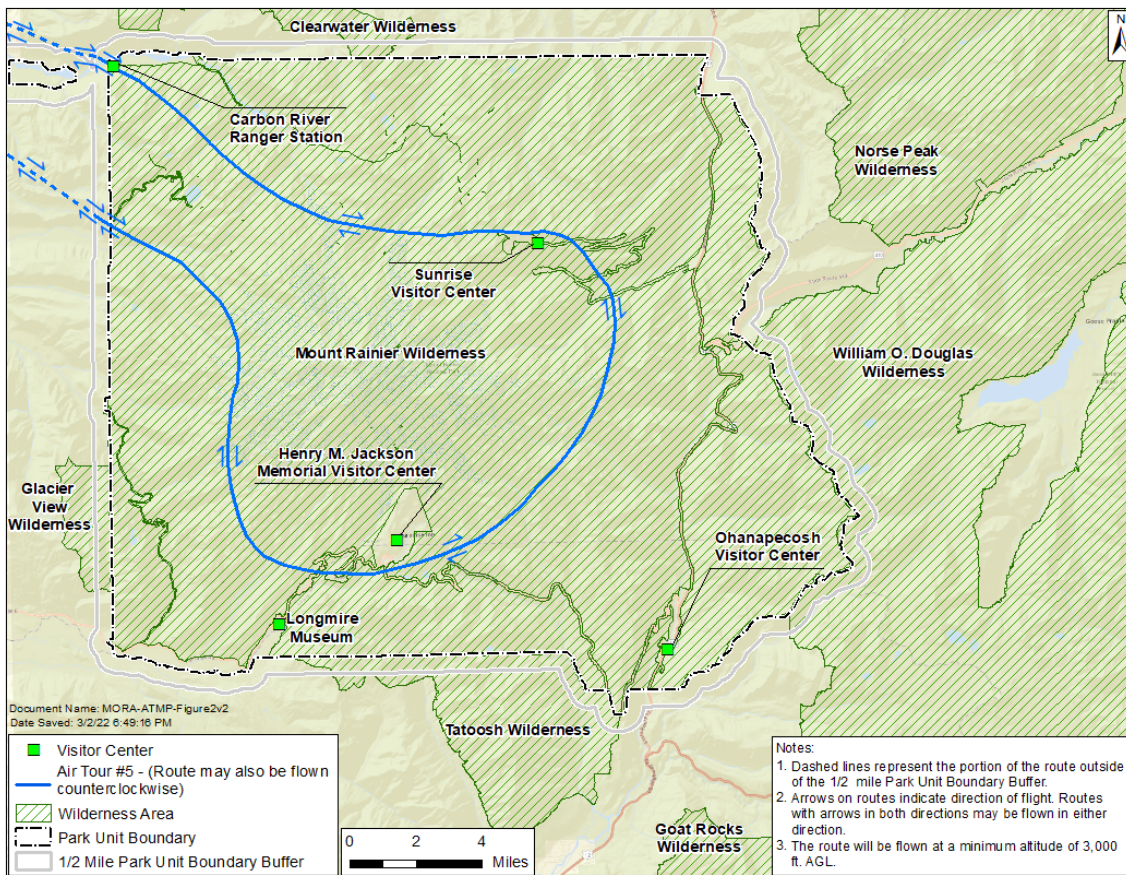 Clearwater Wilderness
N
Carbon River
Ranger Station
Norse Peak
Wilderness
Sunrise
Visitor Center
Mount Rainier Wilderness
William O. Douglas
Wilderness
Henry M. Jackson
Memorial Visitor Center
Glacier
View
Wilderness
Ohanapecosh
Visitor Center
Longmire
Museum
Tatoosh Wilderness
Goat Rocks
Wilderness
Document Name: MORA-ATMP-Figure2v2
Date Saved: 3/2/22 6:49:16 PM
Visitor Center
Air Tour #5 - (Route may also be flown
counterclockwise)
Wilderness Area
Park Unit Boundary
1/2 Mile Park Unit Boundary Buffer
0 2 4
Miles
Notes:
1. Dashed lines represent the portion of the route outside
of the 1/2 mile Park Unit Boundary Buffer.
2. Arrows on routes indicate direction of flight. Routes
with arrows in both directions may be flown in either
direction.
3. The route will be flown at a minimum altitude of 3,000
ft. AGL.